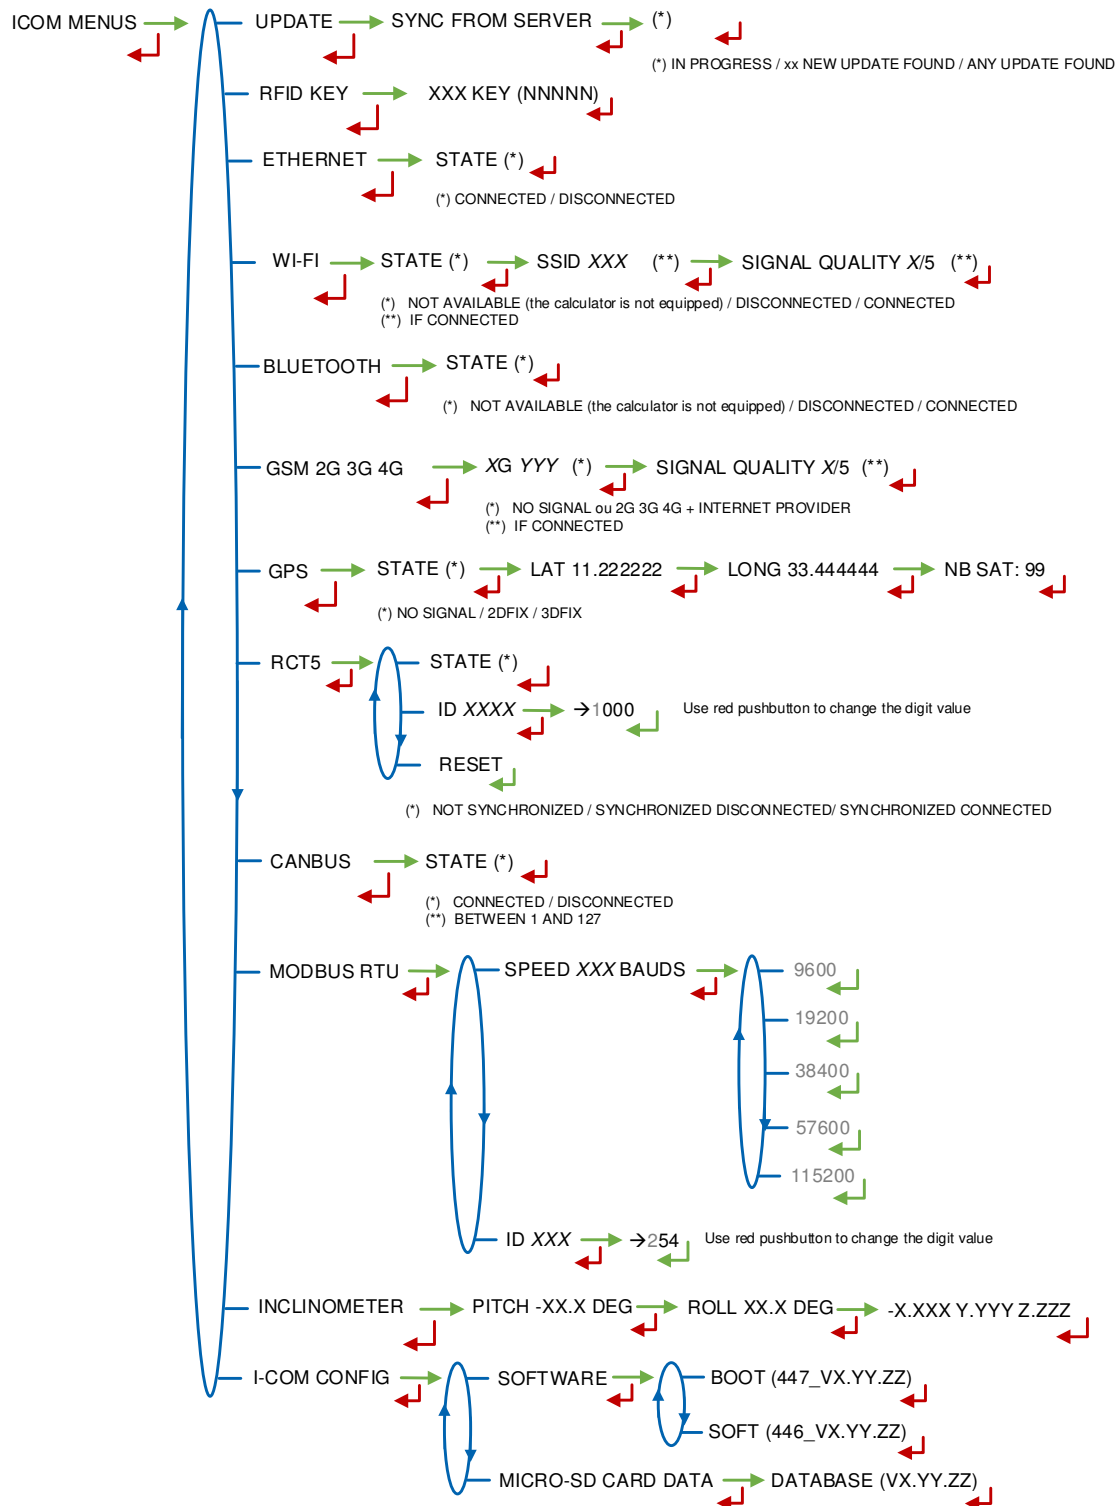 ICOM MENUS UPDATE SYNC FROM SERVER (*)
(*) IN PROGRESS / xx NEW UPDATE FOUND / ANY UPDATE FOUND
RFID KEY XXX KEY (NNNNN)
ETHERNET STATE (*)
(*) CONNECTED / DISCONNECTED
WI-FI STATE (*) SSID XXX (**) SIGNAL QUALITY X/5 (**)
(*) NOT AVAILABLE (the calculator is not equipped) / DISCONNECTED / CONNECTED
(**) IF CONNECTED
BLUETOOTH STATE (*)
(*) NOT AVAILABLE (the calculator is not equipped) / DISCONNECTED / CONNECTED
GSM 2G 3G 4G XG YYY (*) SIGNAL QUALITY X/5 (**)
(*) NO SIGNAL ou 2G 3G 4G + INTERNET PROVIDER
(**) IF CONNECTED
GPS STATE (*) LAT 11.222222 LONG 33.444444 NB SAT: 99
(*) NO SIGNAL / 2DFIX / 3DFIX
RCT5 STATE (*)
ID XXXX →1000 Use red pushbutton to change the digit value
RESET
(*) NOT SYNCHRONIZED / SYNCHRONIZED DISCONNECTED/ SYNCHRONIZED CONNECTED
CANBUS STATE (*)
(*) CONNECTED / DISCONNECTED
(**) BETWEEN 1 AND 127
MODBUS RTU SPEED XXX BAUDS 9600
19200
38400
57600
115200
ID XXX →254 Use red pushbutton to change the digit value
INCLINOMETER PITCH -XX.X DEG ROLL XX.X DEG -X.XXX Y.YYY Z.ZZZ
I-COM CONFIG SOFTWARE BOOT (447_VX.YY.ZZ)
SOFT (446_VX.YY.ZZ)
MICRO-SD CARD DATA DATABASE (VX.YY.ZZ)